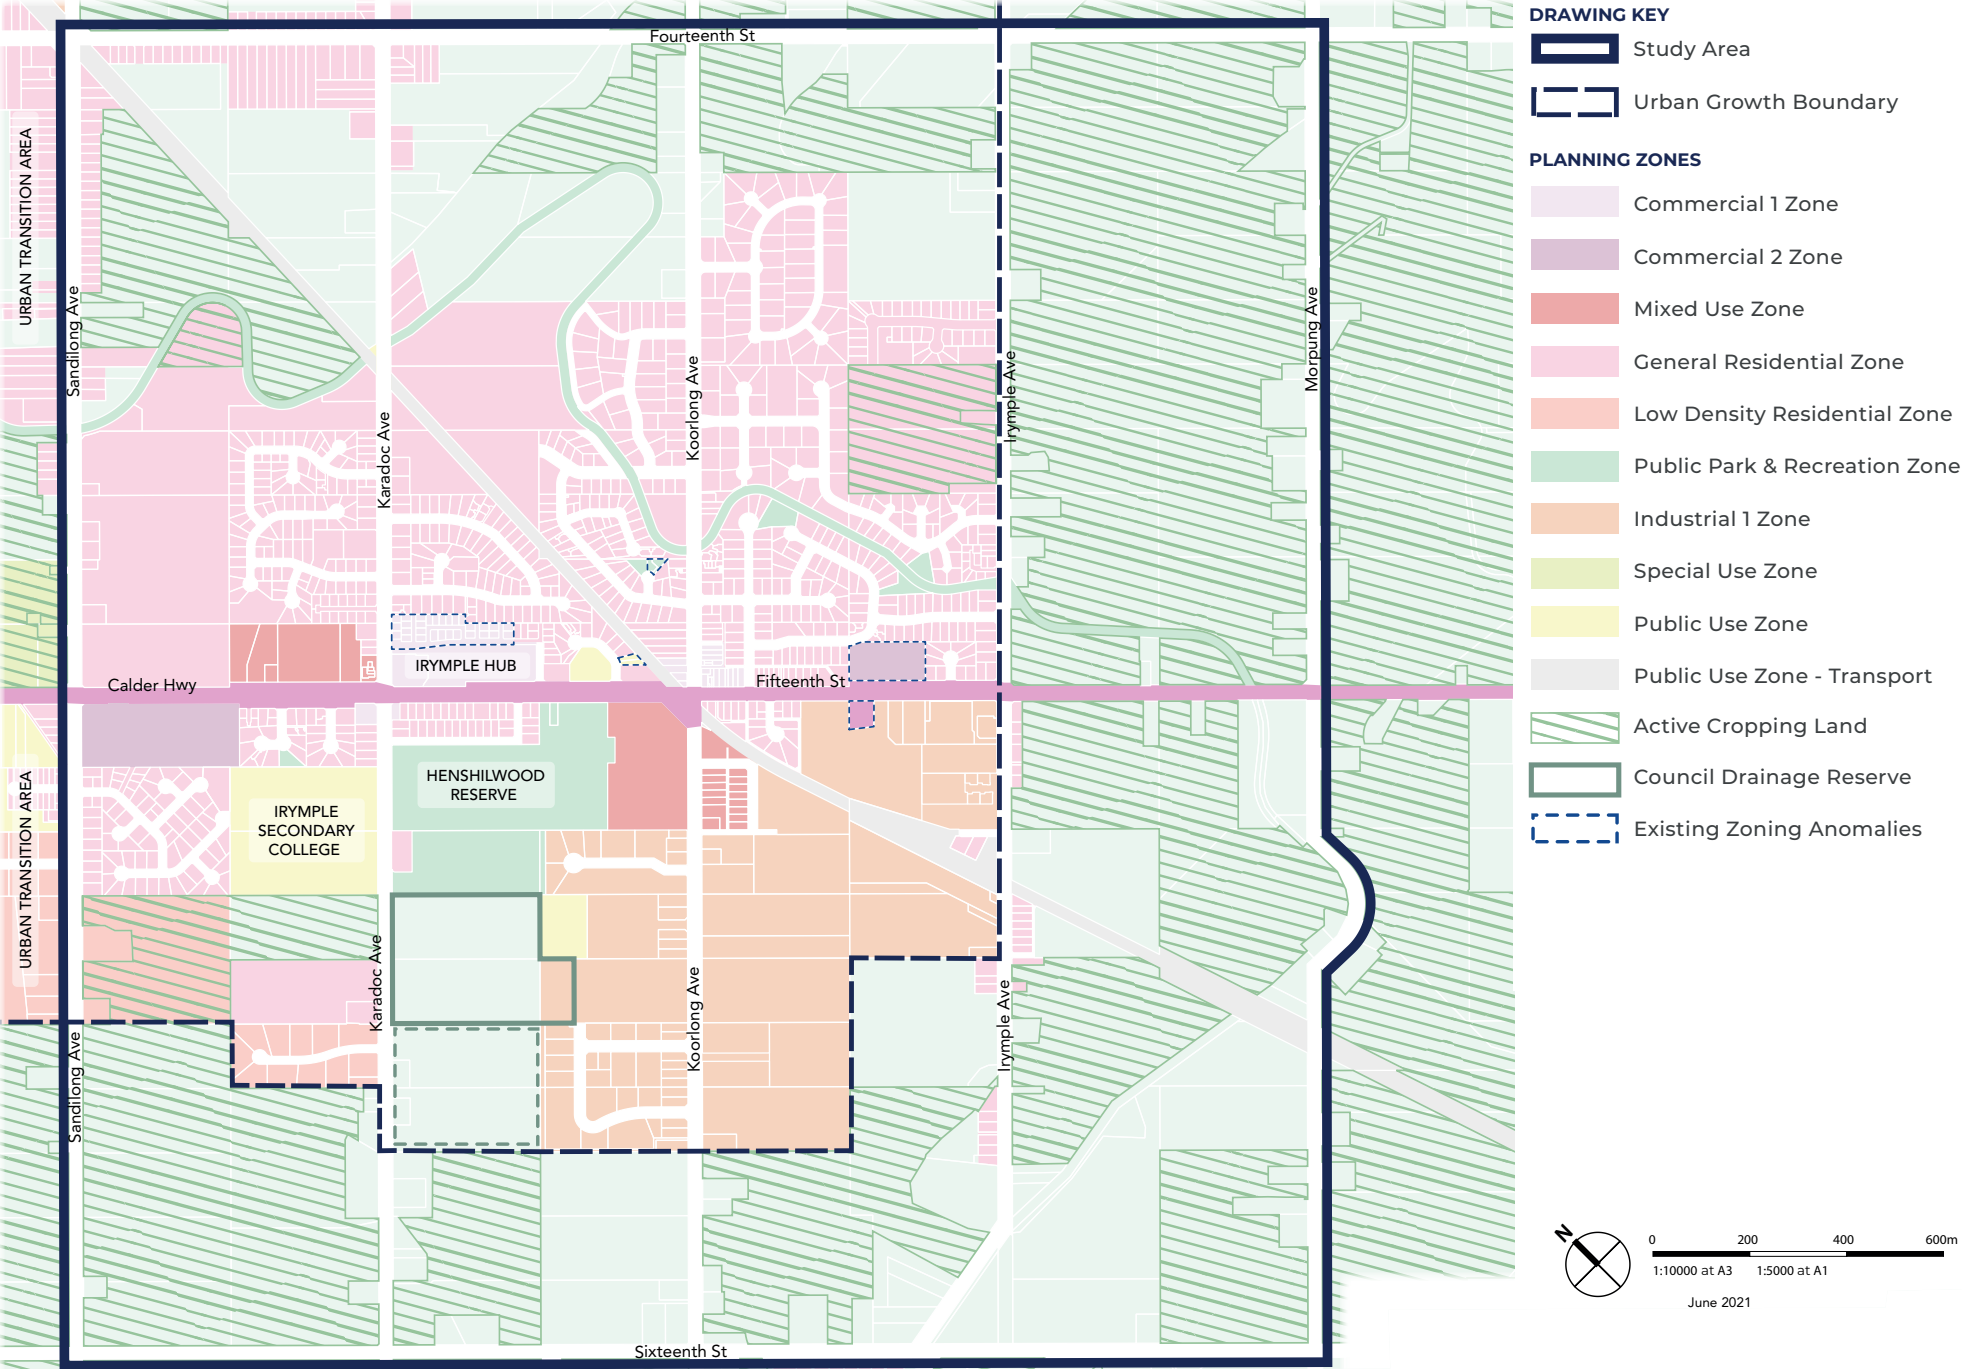 Fourteenth St
URBAN TRANSITION AREA
Sandilong Ave
Karadoc Ave
Koorlong Ave
Irymple Ave
Morpung Ave
IRYMPLE HUB
Calder Hwy
Fifteenth St
HENSHILWOOD
RESERVE
IRYMPLE
SECONDARY
COLLEGE
URBAN TRANSITION AREA
Karadoc Ave
Koorlong Ave
Irymple Ave
Sandilong Ave
Sixteenth St
DRAWING KEY
Study Area
Urban Growth Boundary
PLANNING ZONES
Commercial 1 Zone
Commercial 2 Zone
Mixed Use Zone
General Residential Zone
Low Density Residential Zone
Public Park & Recreation Zone
Industrial 1 Zone
Special Use Zone
Public Use Zone
Public Use Zone - Transport
Active Cropping Land
Council Drainage Reserve
Existing Zoning Anomalies
N
0 200 400 600m
1:10000 at A3 1:5000 at A1
June 2021